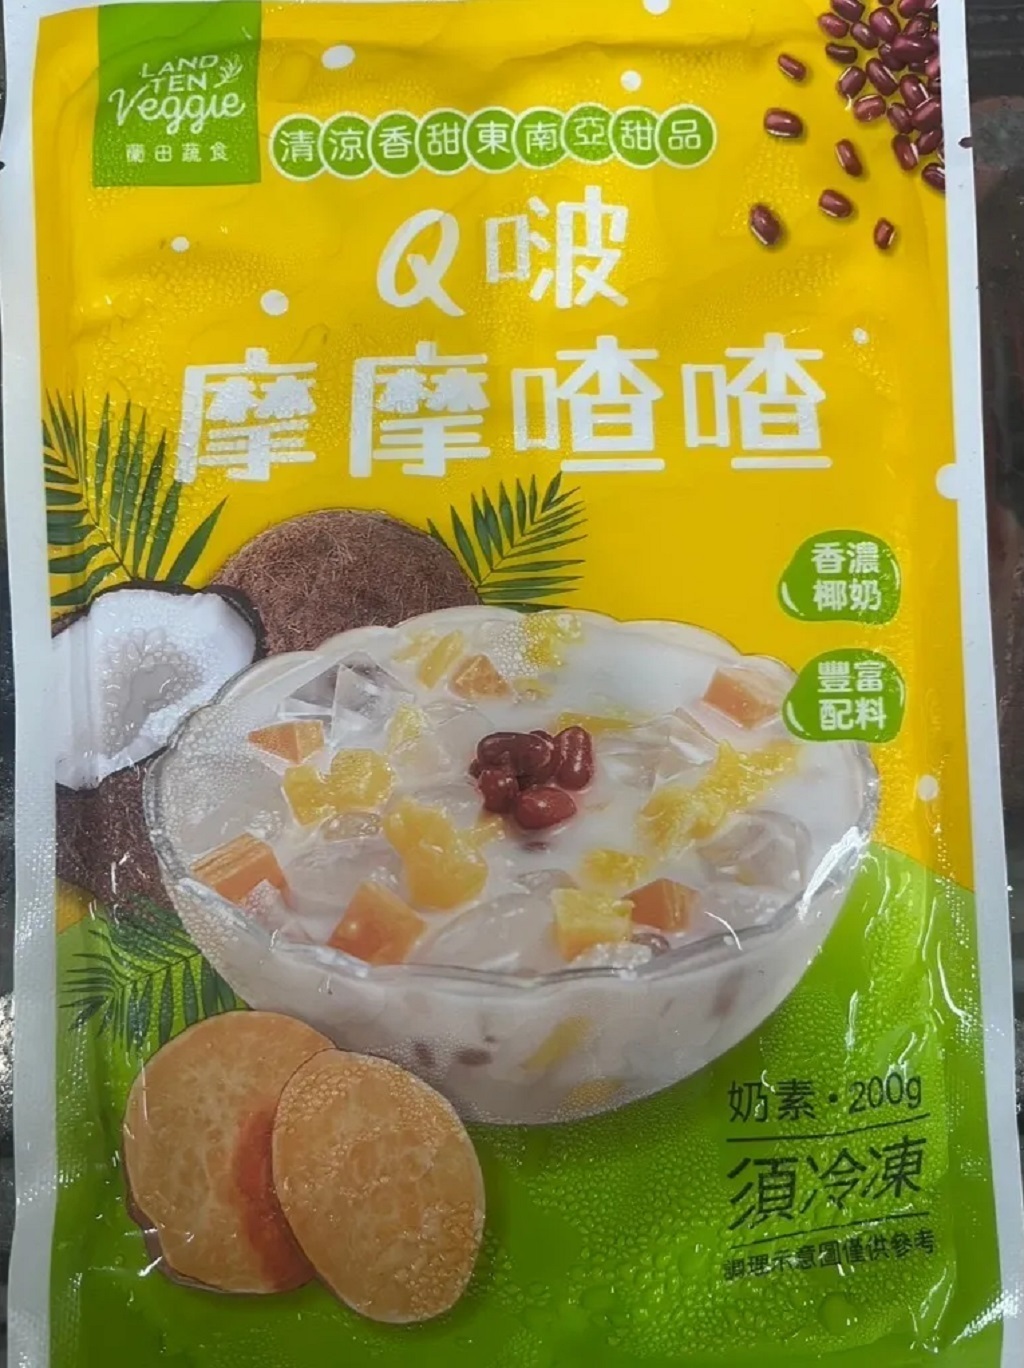 LAND
TEN
Veggie
蘭田蔬食
清涼香甜東南亞甜品
Q啵
摩摩喳喳
香濃
椰奶
豐富
配料
奶素·200g
須冷凍
調理示意圖僅供參考